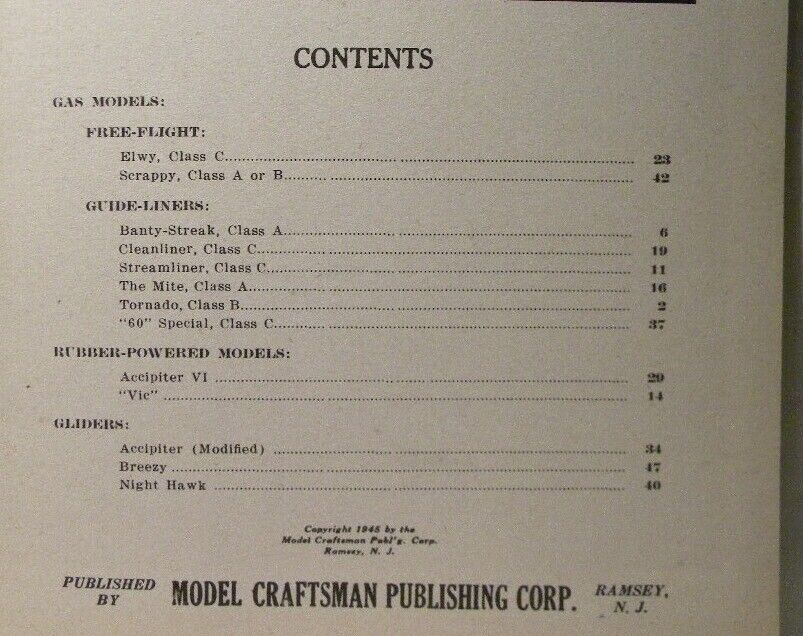 CONTENTS
GAS MODELS:
FREE-FLIGHT:
Elwy, Class C 23
Scrappy, Class A or B 42
GUIDE-LINERS:
Banty-Streak, Class A 6
Cleanliner, Class C 19
Streamliner, Class C 11
The Mite, Class A 16
Tornado, Class B 2
"60" Special, Class C 37
RUBBER-POWERED MODELS:
Accipiter VI 29
"Vic" 14
GLIDERS:
Accipiter (Modified) 34
Breezy 47
Night Hawk 40
Copyright 1945 by the
Model Craftsman Publ'g. Corp.
Ramsey, N. J.
PUBLISHED BY MODEL CRAFTSMAN PUBLISHING CORP. RAMSEY, N. J.